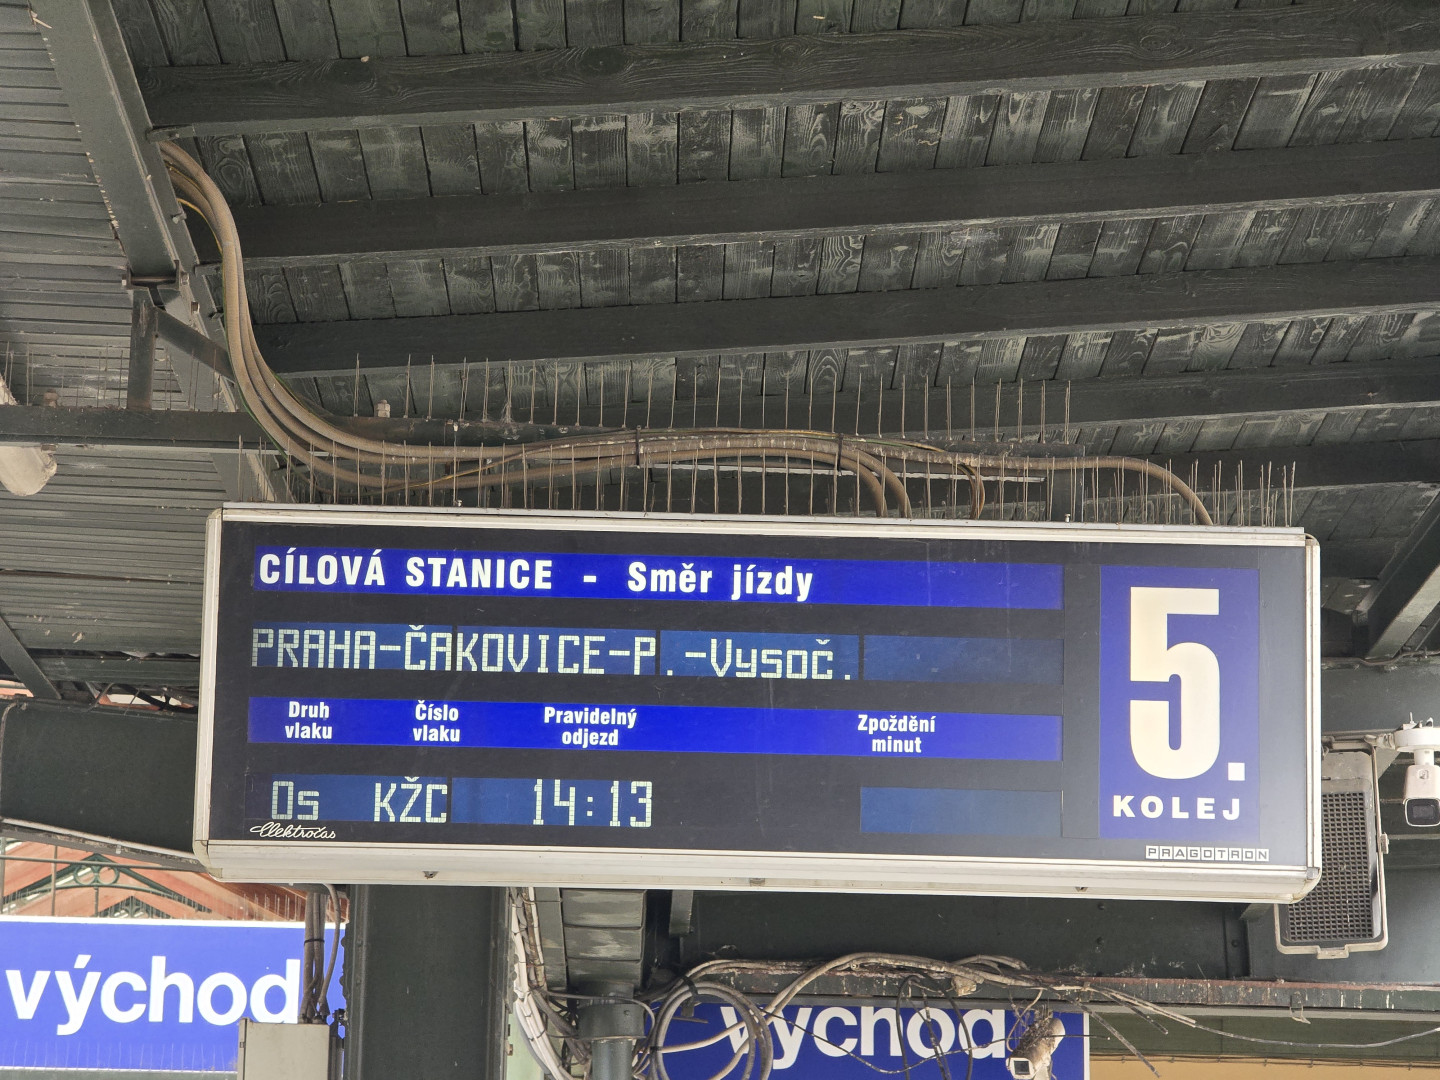 CÍLOVÁ STANICE - Směr jízdy
PRAHA-ČAKOVICE-P.-Vysoč.
Druh vlaku
Číslo vlaku
Pravidelný odjezd
Zpoždění minut
Os KŽC 14:13
Elektročas
5.
KOLEJ
PRAGOTRON
východ
východ